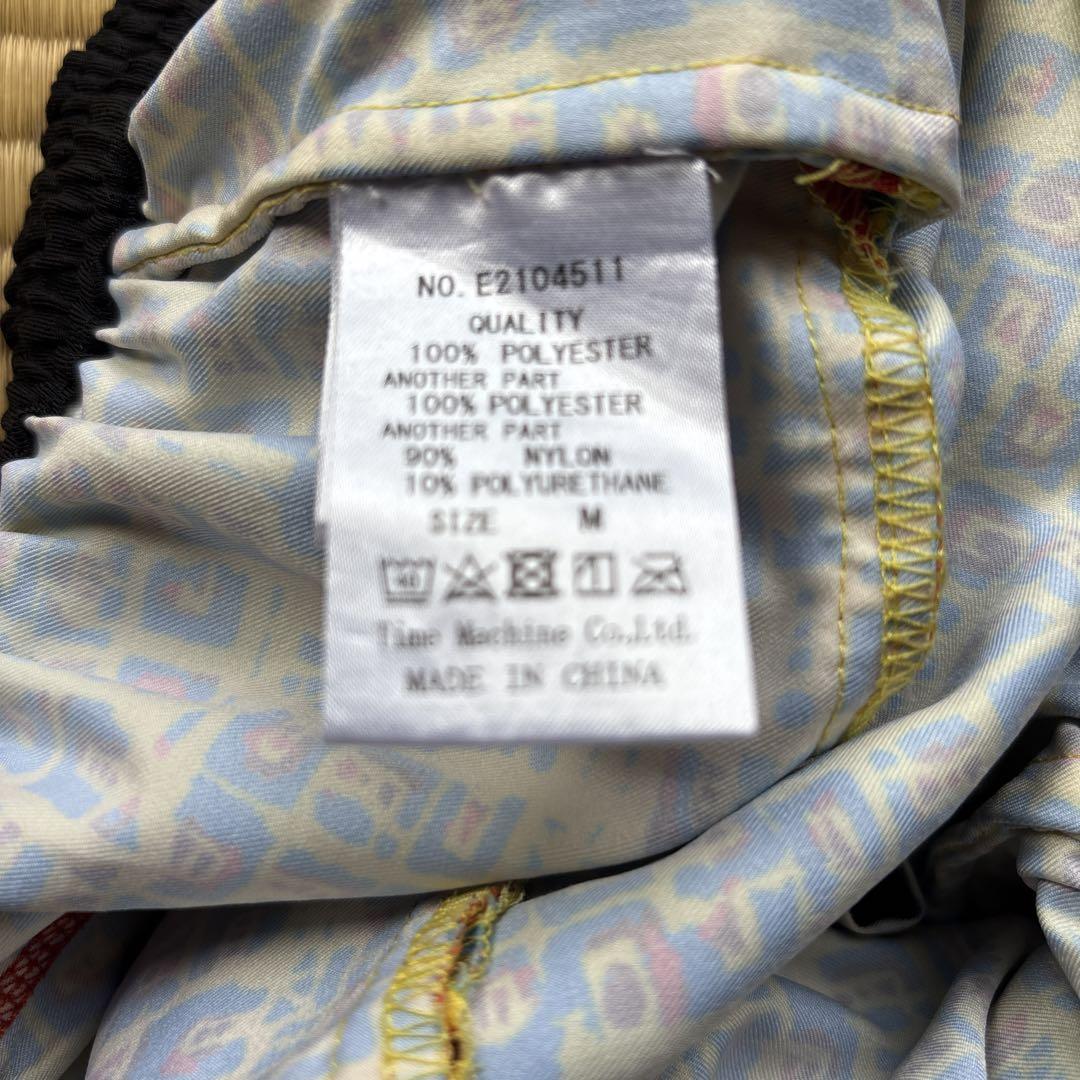 NO. E2104511
QUALITY
100% POLYESTER
ANOTHER PART
100% POLYESTER
ANOTHER PART
90% NYLON
10% POLYURETHANE
SIZE M
40
Time Machine Co.,Ltd.
MADE IN CHINA